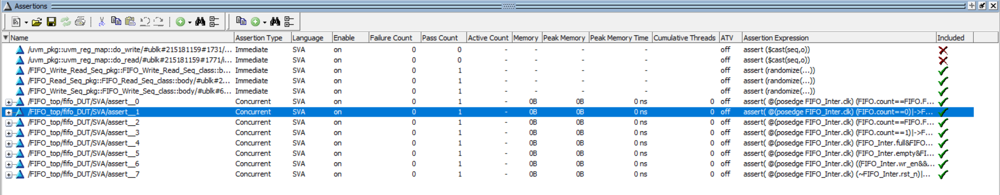 Assertions
Name Assertion Type Language Enable Failure Count Pass Count Active Count Memory Peak Memory Peak Memory Time Cumulative Threads ATV Assertion Expression Included
/uvm_pkg::uvm_reg_map::do_write/#ublk#215181159#1731/... Immediate SVA on 0 0 - - - - off assert ($cast(seq,o))
/uvm_pkg::uvm_reg_map::do_read/#ublk#215181159#1771/i... Immediate SVA on 0 0 - - - - off assert ($cast(seq,o))
/FIFO_Write_Read_Seq_pkg::FIFO_Write_Read_Seq_class::b... Immediate SVA on 0 1 - - - - off assert (randomize(...))
/FIFO_Read_Seq_pkg::FIFO_Read_Seq_class::body/#ublk#2... Immediate SVA on 0 1 - - - - off assert (randomize(...))
/FIFO_Write_Seq_pkg::FIFO_Write_Seq_class::body/#ublk#6... Immediate SVA on 0 1 - - - - off assert (randomize(...))
/FIFO_top/fifo_DUT/SVA/assert__0 Concurrent SVA on 0 1 - 0B 0B 0 ns 0 off assert( @(posedge FIFO_Inter.clk) (FIFO.count==FIFO.F...
/FIFO_top/fifo_DUT/SVA/assert__1 Concurrent SVA on 0 1 - 0B 0B 0 ns 0 off assert( @(posedge FIFO_Inter.clk) (FIFO.count==0)|->F...
/FIFO_top/fifo_DUT/SVA/assert__2 Concurrent SVA on 0 1 - 0B 0B 0 ns 0 off assert( @(posedge FIFO_Inter.clk) (FIFO.count==FIFO.F...
/FIFO_top/fifo_DUT/SVA/assert__3 Concurrent SVA on 0 1 - 0B 0B 0 ns 0 off assert( @(posedge FIFO_Inter.clk) (FIFO.count==1)|->F...
/FIFO_top/fifo_DUT/SVA/assert__4 Concurrent SVA on 0 1 - 0B 0B 0 ns 0 off assert( @(posedge FIFO_Inter.clk) (FIFO_Inter.full&FIFO...
/FIFO_top/fifo_DUT/SVA/assert__5 Concurrent SVA on 0 1 - 0B 0B 0 ns 0 off assert( @(posedge FIFO_Inter.clk) (FIFO_Inter.empty&FI...
/FIFO_top/fifo_DUT/SVA/assert__6 Concurrent SVA on 0 1 - 0B 0B 0 ns 0 off assert( @(posedge FIFO_Inter.clk) ((FIFO_Inter.wr_en&&...
/FIFO_top/fifo_DUT/SVA/assert__7 Concurrent SVA on 0 1 - 0B 0B 0 ns 0 off assert( @(posedge FIFO_Inter.clk) (~FIFO_Inter.rst_n)|...